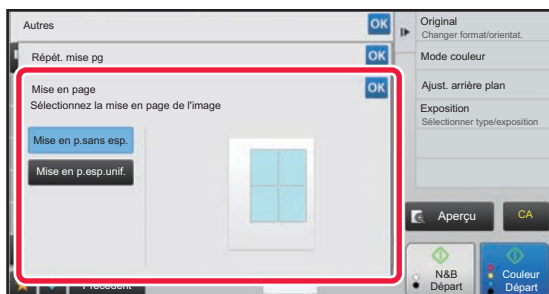 Autres
OK
Répét. mise pg
OK
Mise en page
OK
Sélectionnez la mise en page de l'image
Mise en p.sans esp.
Mise en p.esp.unif.
Précédent
Original
Changer format/orientat.
Mode couleur
Ajust. arrière plan
Exposition
Sélectionner type/exposition
Aperçu
CA
N&B
Départ
Couleur
Départ